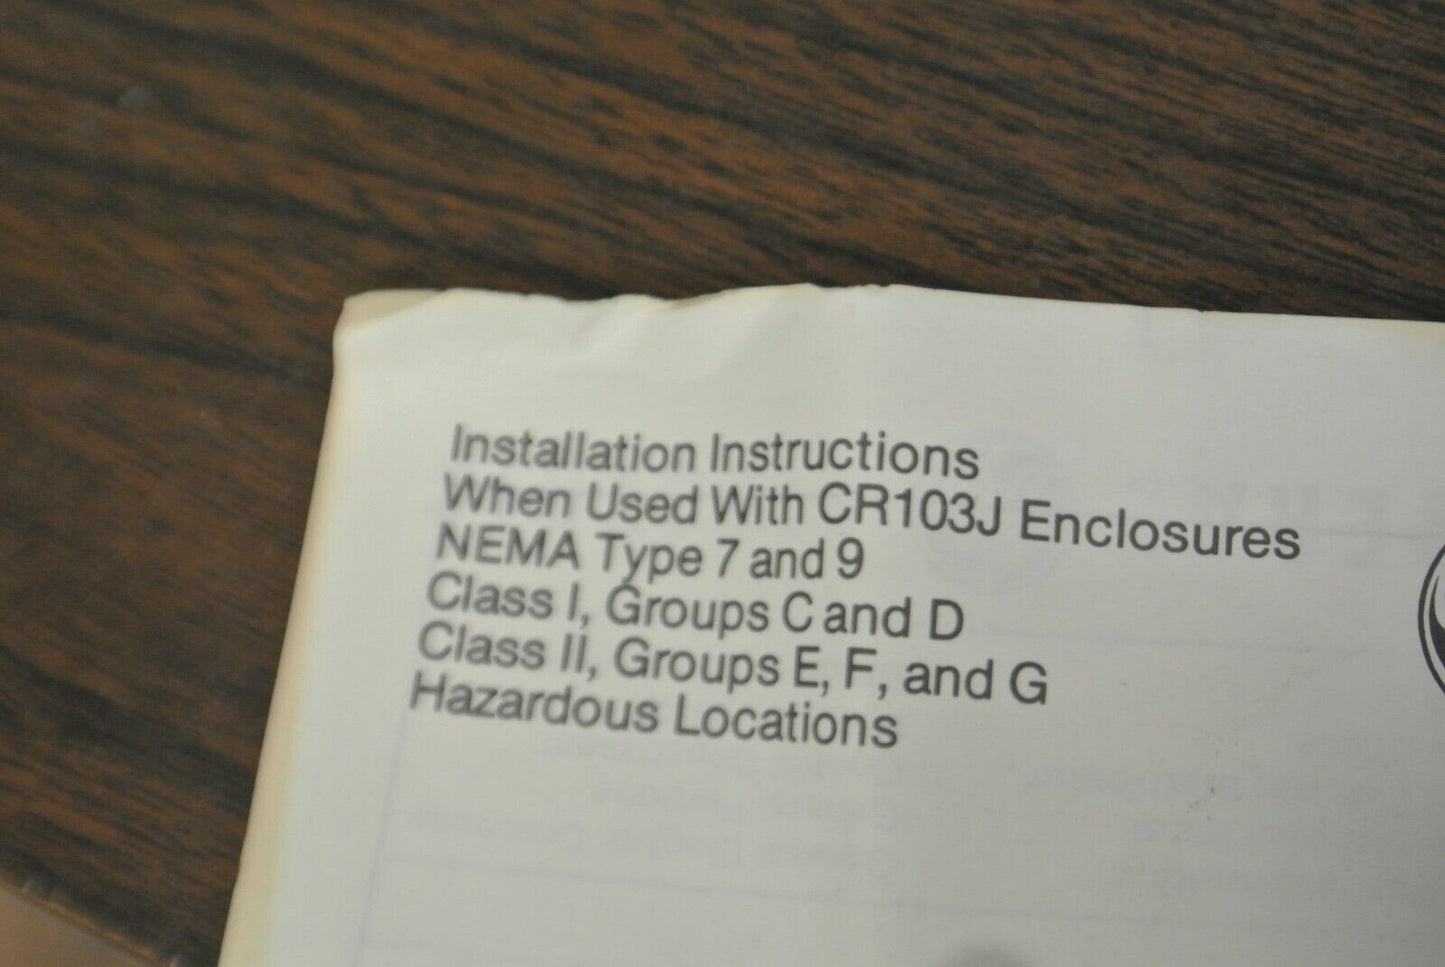 Installation Instructions
When Used With CR103J Enclosures
NEMA Type 7 and 9
Class I, Groups C and D
Class II, Groups E, F, and G
Hazardous Locations